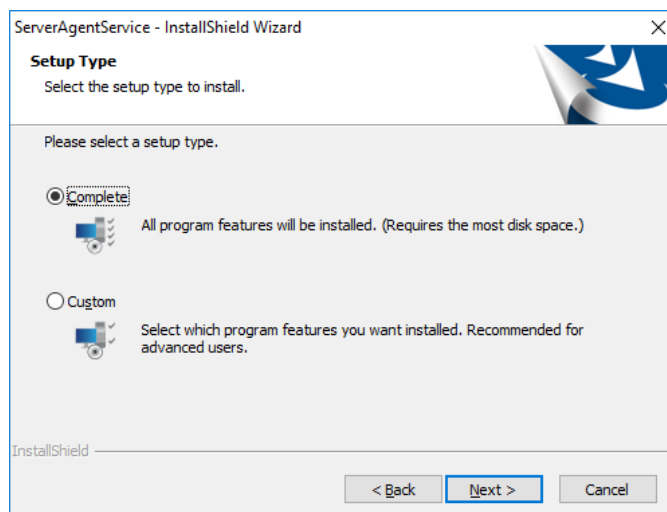 ServerAgentService - InstallShield Wizard
Setup Type
Select the setup type to install.
Please select a setup type.
Complete
All program features will be installed. (Requires the most disk space.)
Custom
Select which program features you want installed. Recommended for
advanced users.
InstallShield
< Back
Next >
Cancel